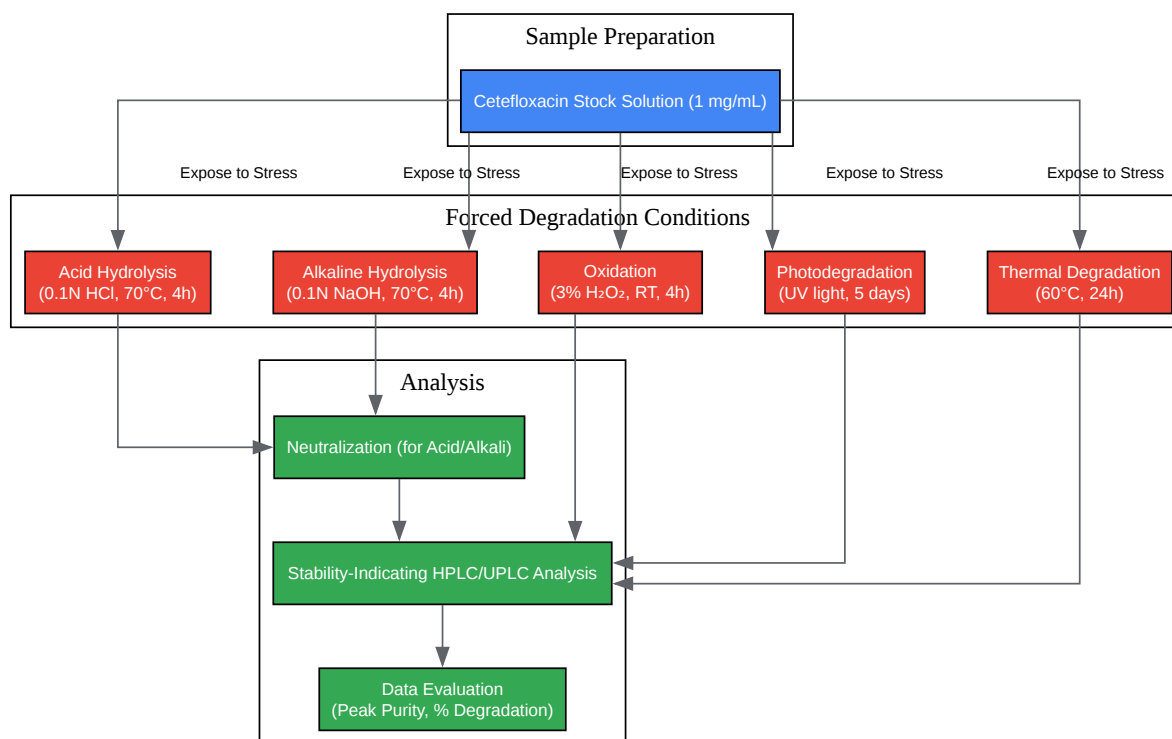 Sample Preparation
Cetefloxacin Stock Solution (1 mg/mL)
Expose to Stress
Expose to Stress
Expose to Stress
Expose to Stress
Expose to Stress
Forced Degradation Conditions
Acid Hydrolysis
(0.1N HCl, 70°C, 4h)
Alkaline Hydrolysis
(0.1N NaOH, 70°C, 4h)
Oxidation
(3% H₂O₂, RT, 4h)
Photodegradation
(UV light, 5 days)
Thermal Degradation
(60°C, 24h)
Analysis
Neutralization (for Acid/Alkali)
Stability-Indicating HPLC/UPLC Analysis
Data Evaluation
(Peak Purity, % Degradation)